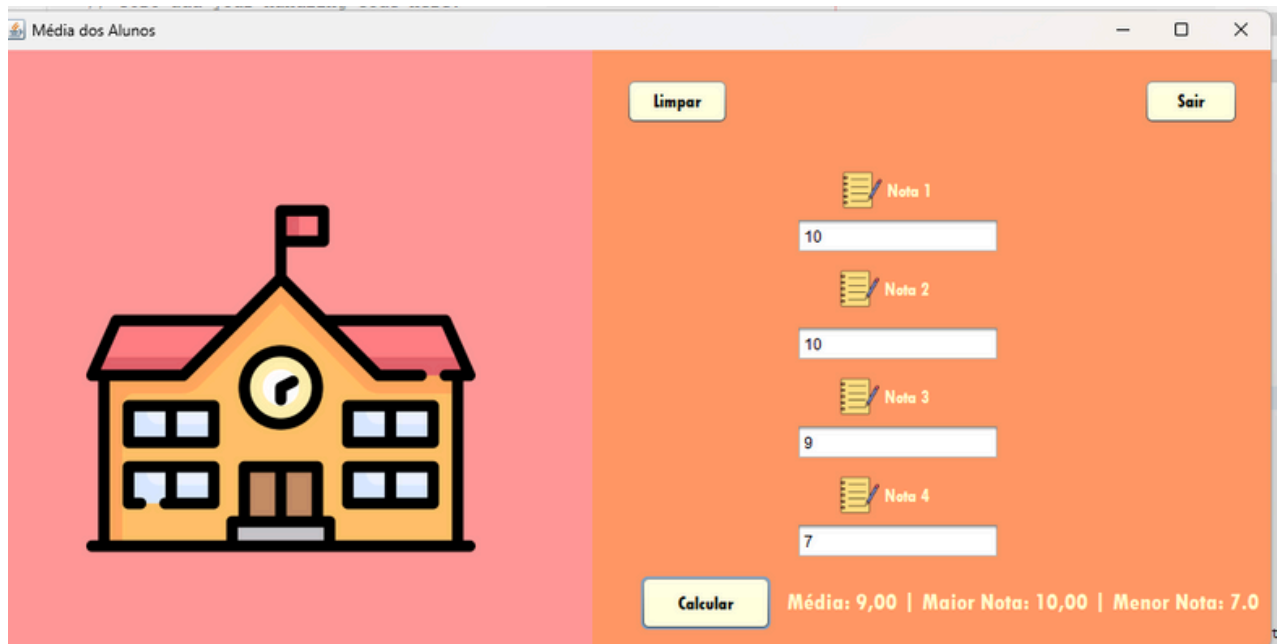 Média dos Alunos
Limpar
Sair
Nota 1
10
Nota 2
10
Nota 3
9
Nota 4
7
Calcular
Média: 9,00 | Maior Nota: 10,00 | Menor Nota: 7.0